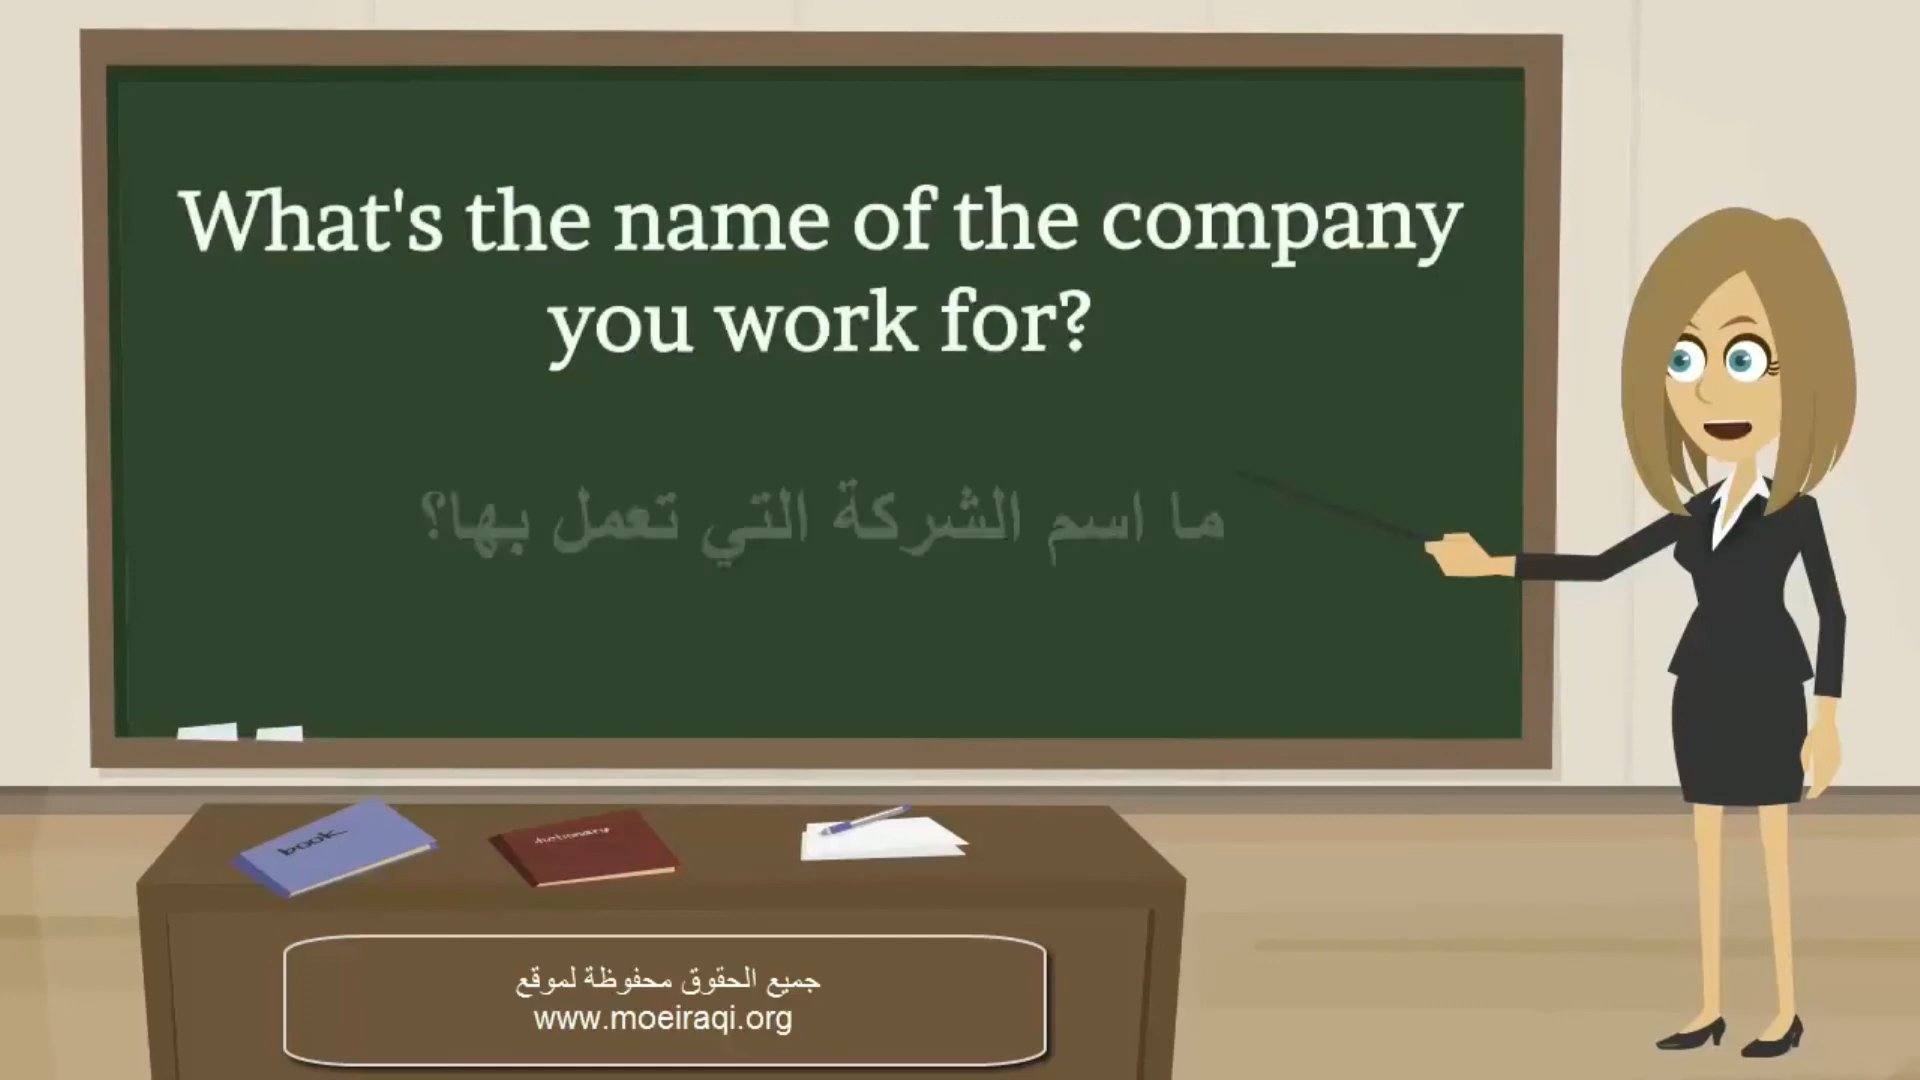 What's the name of the company
you work for?
ما اسم الشركة التي تعمل بها؟
book
dictionary
جميع الحقوق محفوظة لموقع
www.moeiraqi.org